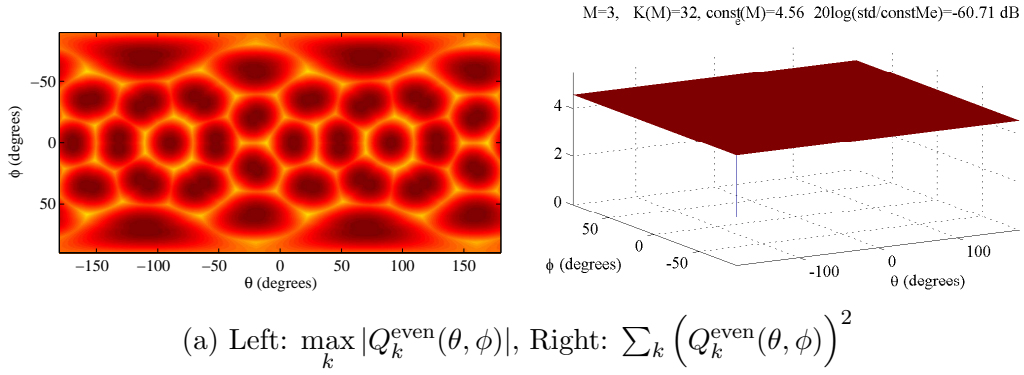 M=3, K(M)=32, const_e(M)=4.56 20log(std/constMe)=-60.71 dB
φ (degrees)
−50
0
50
−150 −100 −50 0 50 100 150
θ (degrees)
4
2
0
50
0
-50
φ (degrees)
-100
0
100
θ (degrees)
(a) Left: max_k |Q_k^even(θ, φ)|, Right: ∑_k (Q_k^even(θ, φ))^2